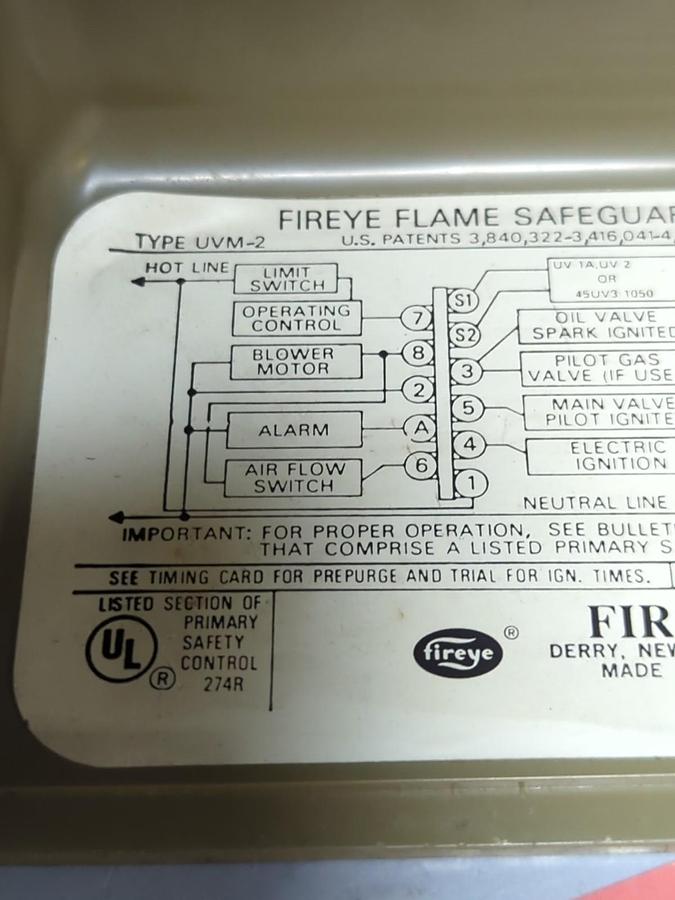 FIREYE FLAME SAFEGUAR
TYPE UVM-2
U.S. PATENTS 3,840,322-3,416,041-4,
HOT LINE
LIMIT
SWITCH
OPERATING
CONTROL
BLOWER
MOTOR
ALARM
AIR FLOW
SWITCH
7
8
2
A
6
S1
S2
3
5
4
1
UV 1A,UV 2
OR
45UV3 1050
OIL VALVE
SPARK IGNITED
PILOT GAS
VALVE (IF USE
MAIN VALVE
PILOT IGNITE
ELECTRIC
IGNITION
NEUTRAL LINE
IMPORTANT: FOR PROPER OPERATION, SEE BULLETI
THAT COMPRISE A LISTED PRIMARY S
SEE TIMING CARD FOR PREPURGE AND TRIAL FOR IGN. TIMES.
LISTED SECTION OF
PRIMARY
SAFETY
CONTROL
274R
UL
®
fireye ®
FIR
DERRY, NEW
MADE